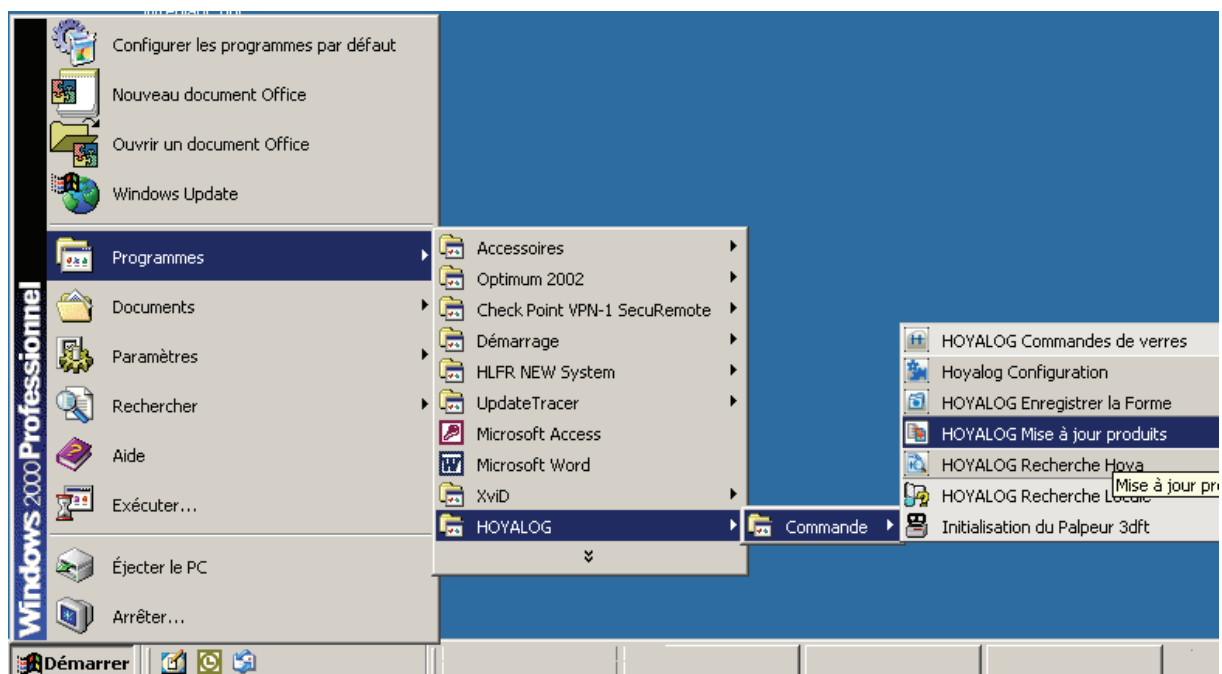 Configurer les programmes par défaut
Nouveau document Office
Ouvrir un document Office
Windows Update
Programmes
Documents
Paramètres
Rechercher
Aide
Exécuter...
Éjecter le PC
Arrêter...
Windows 2000 Professionnel
Accessoires
Optimum 2002
Check Point VPN-1 SecuRemote
Démarrage
HLFR NEW System
UpdateTracer
Microsoft Access
Microsoft Word
XviD
HOYALOG
Commande
HOYALOG Commandes de verres
Hoyalog Configuration
HOYALOG Enregistrer la Forme
HOYALOG Mise à jour produits
HOYALOG Recherche Hoya
Mise à jour pro
HOYALOG Recherche Locale
Initialisation du Palpeur 3dft
Démarrer